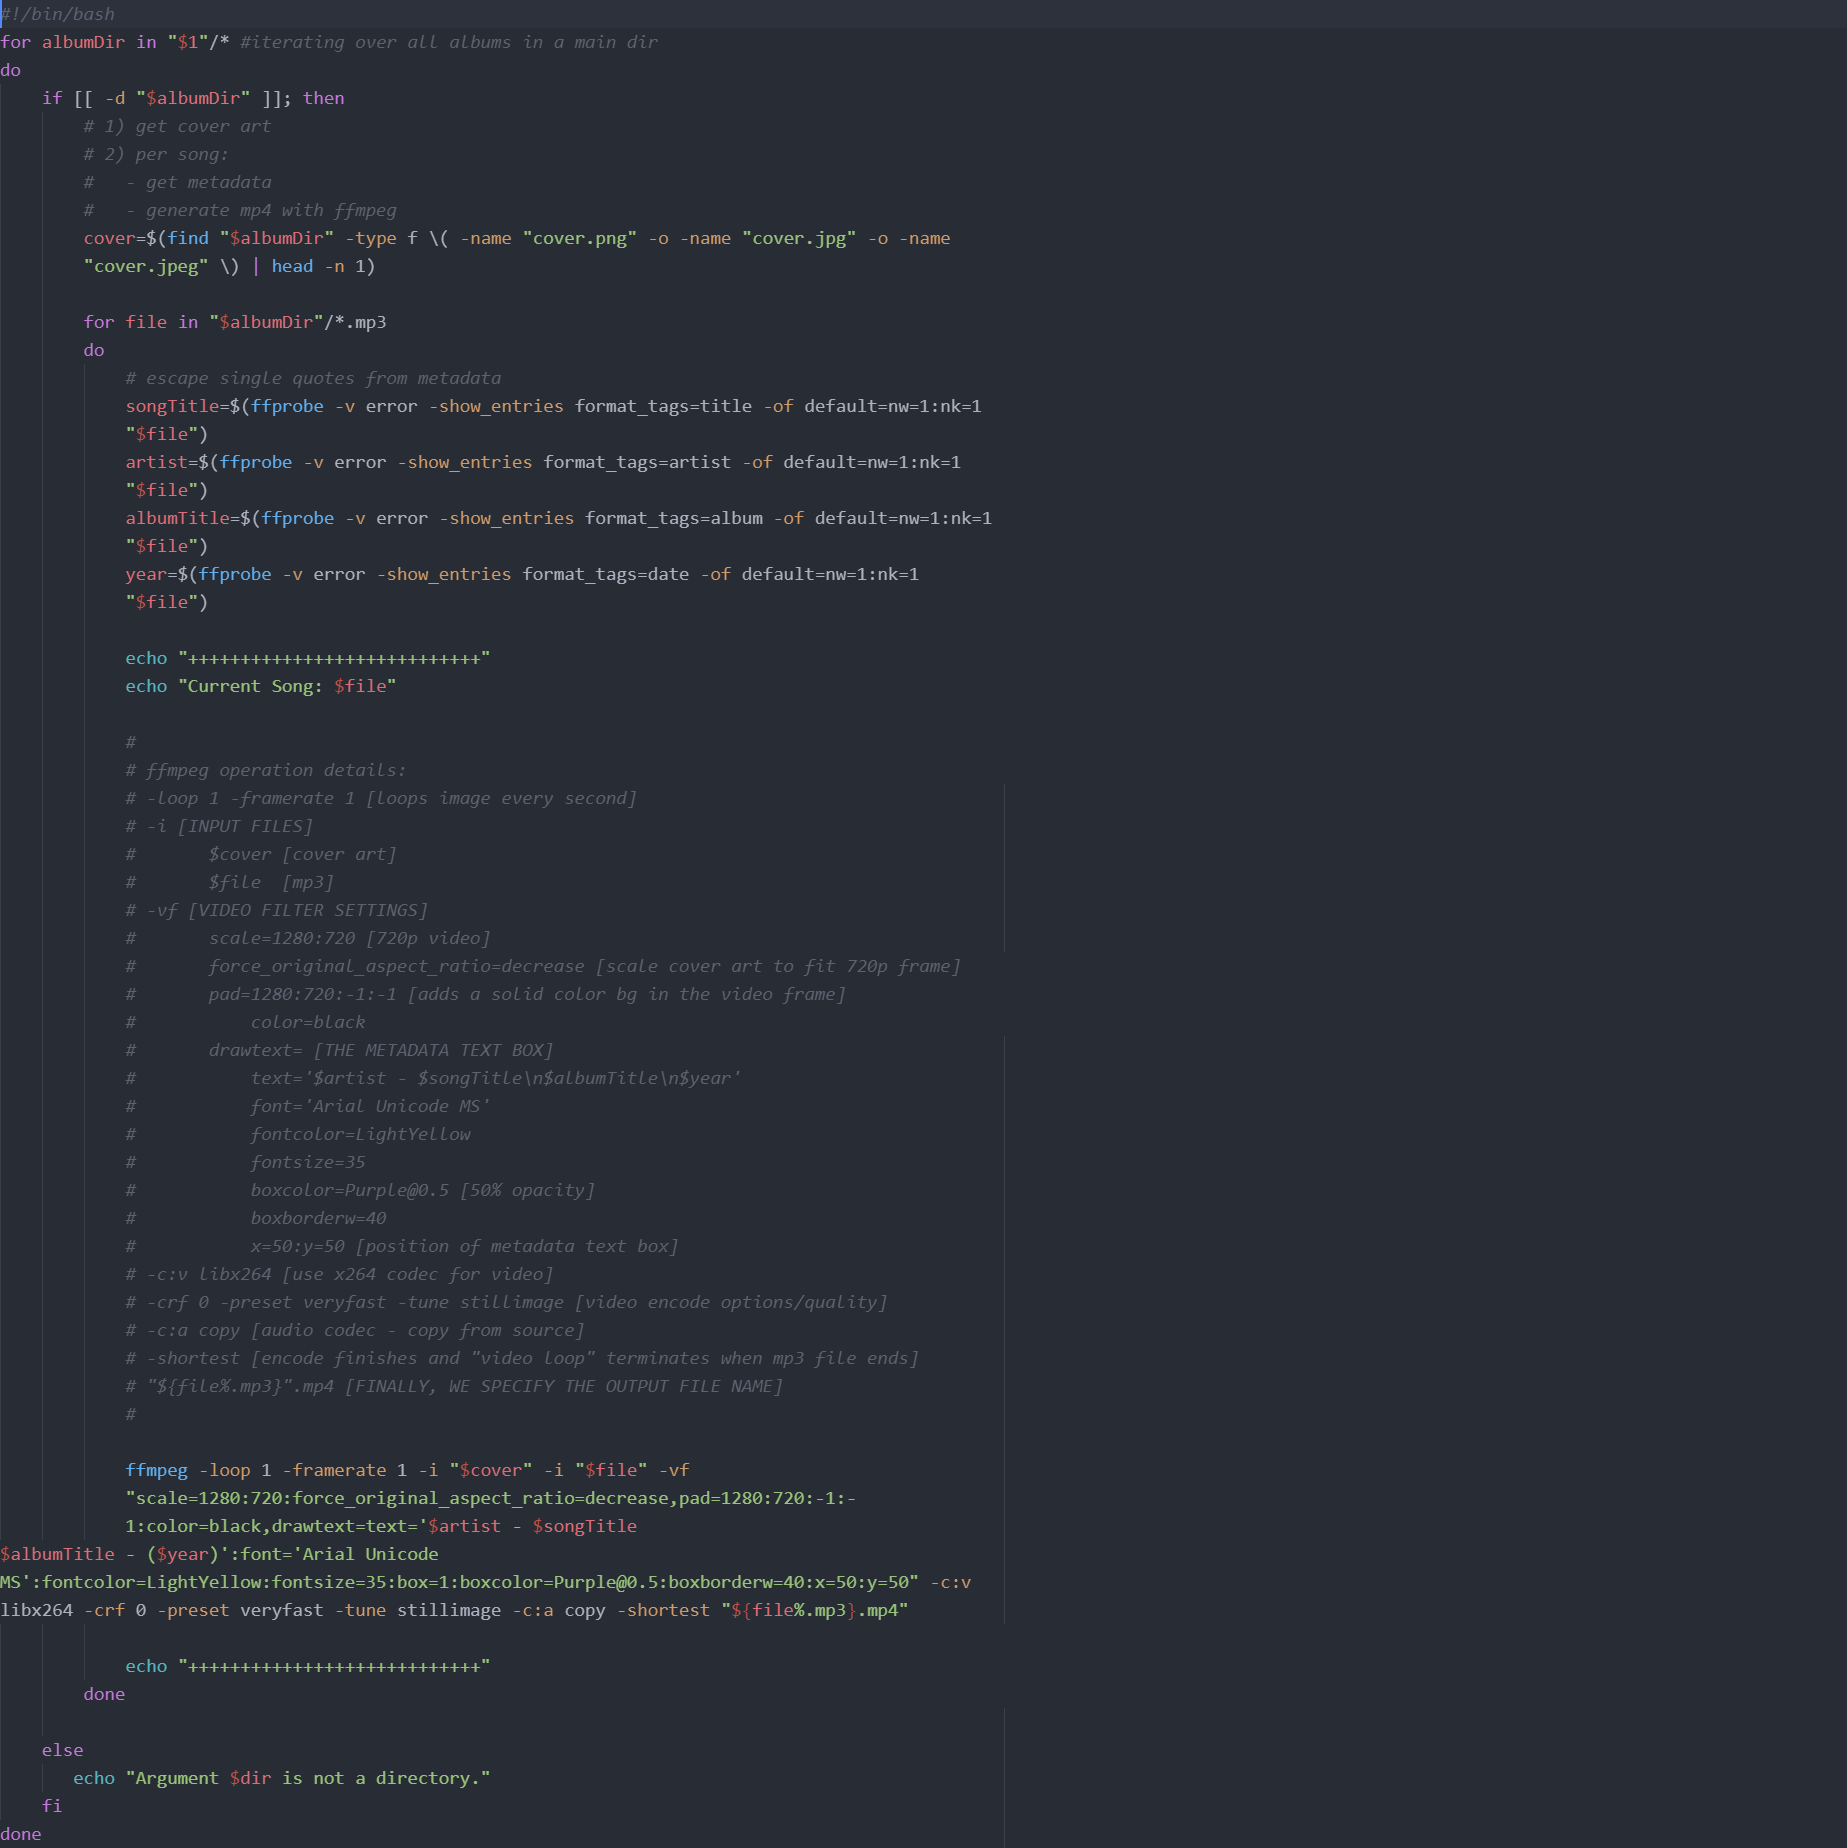 #!/bin/bash
for albumDir in "$1"/* #iterating over all albums in a main dir
do
    if [[ -d "$albumDir" ]]; then
        # 1) get cover art
        # 2) per song:
        #   - get metadata
        #   - generate mp4 with ffmpeg
        cover=$(find "$albumDir" -type f \( -name "cover.png" -o -name "cover.jpg" -o -name
        "cover.jpeg" \) | head -n 1)

        for file in "$albumDir"/*.mp3
        do
            # escape single quotes from metadata
            songTitle=$(ffprobe -v error -show_entries format_tags=title -of default=nw=1:nk=1
            "$file")
            artist=$(ffprobe -v error -show_entries format_tags=artist -of default=nw=1:nk=1
            "$file")
            albumTitle=$(ffprobe -v error -show_entries format_tags=album -of default=nw=1:nk=1
            "$file")
            year=$(ffprobe -v error -show_entries format_tags=date -of default=nw=1:nk=1
            "$file")

            echo "++++++++++++++++++++++++++++"
            echo "Current Song: $file"

            #
            # ffmpeg operation details:
            # -loop 1 -framerate 1 [loops image every second]
            # -i [INPUT FILES]
            #       $cover [cover art]
            #       $file  [mp3]
            # -vf [VIDEO FILTER SETTINGS]
            #       scale=1280:720 [720p video]
            #       force_original_aspect_ratio=decrease [scale cover art to fit 720p frame]
            #       pad=1280:720:-1:-1 [adds a solid color bg in the video frame]
            #           color=black
            #       drawtext= [THE METADATA TEXT BOX]
            #           text='$artist - $songTitle\n$albumTitle\n$year'
            #           font='Arial Unicode MS'
            #           fontcolor=LightYellow
            #           fontsize=35
            #           boxcolor=Purple@0.5 [50% opacity]
            #           boxborderw=40
            #           x=50:y=50 [position of metadata text box]
            # -c:v libx264 [use x264 codec for video]
            # -crf 0 -preset veryfast -tune stillimage [video encode options/quality]
            # -c:a copy [audio codec - copy from source]
            # -shortest [encode finishes and "video loop" terminates when mp3 file ends]
            # "${file%.mp3}".mp4 [FINALLY, WE SPECIFY THE OUTPUT FILE NAME]
            #

            ffmpeg -loop 1 -framerate 1 -i "$cover" -i "$file" -vf
            "scale=1280:720:force_original_aspect_ratio=decrease,pad=1280:720:-1:-
            1:color=black,drawtext=text='$artist - $songTitle
$albumTitle - ($year)':font='Arial Unicode
MS':fontcolor=LightYellow:fontsize=35:box=1:boxcolor=Purple@0.5:boxborderw=40:x=50:y=50" -c:v
libx264 -crf 0 -preset veryfast -tune stillimage -c:a copy -shortest "${file%.mp3}.mp4"

            echo "++++++++++++++++++++++++++++"
        done

    else
       echo "Argument $dir is not a directory."
    fi
done